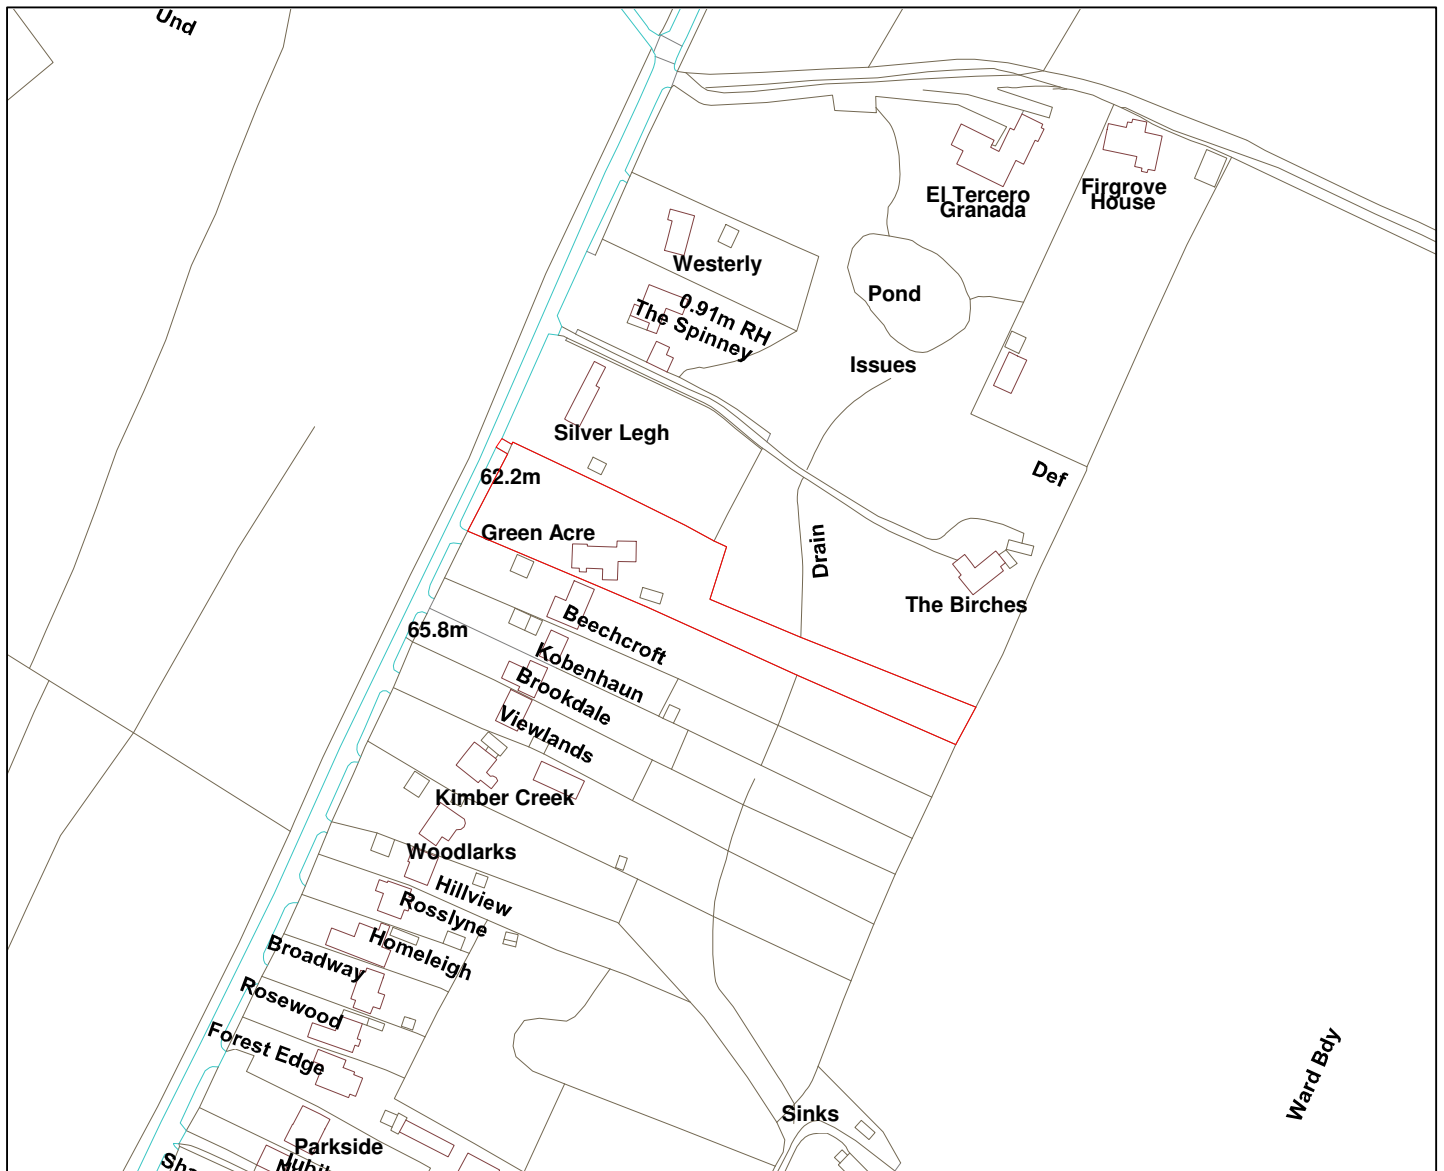 Und
El Tercero
Granada
Firgrove
House
Westerly
Pond
0.91m RH
The Spinney
Issues
Silver Legh
62.2m
Def
Green Acre
Drain
The Birches
65.8m
Beechcroft
Kobenhaun
Brookdale
Viewlands
Kimber Creek
Woodlarks
Hillview
Rosslyne
Homeleigh
Broadway
Rosewood
Forest Edge
Ward Bdy
Sinks
Parkside